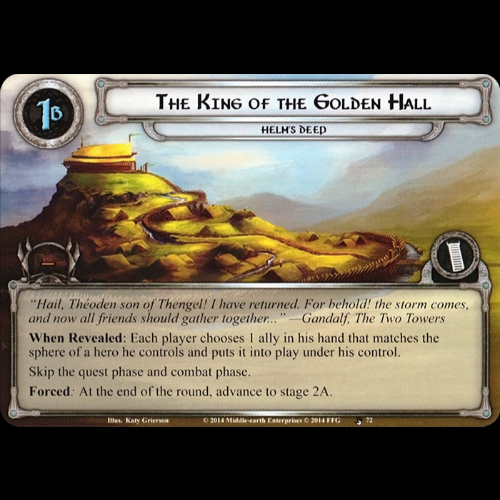 1B
THE KING OF THE GOLDEN HALL
HELM'S DEEP
“Hail, Théoden son of Thengel! I have returned. For behold! the storm comes,
and now all friends should gather together...” —Gandalf, The Two Towers
When Revealed: Each player chooses 1 ally in his hand that matches the
sphere of a hero he controls and puts it into play under his control.
Skip the quest phase and combat phase.
Forced: At the end of the round, advance to stage 2A.
Illus. Katy Grierson © 2014 Middle-earth Enterprises © 2014 FFG 72